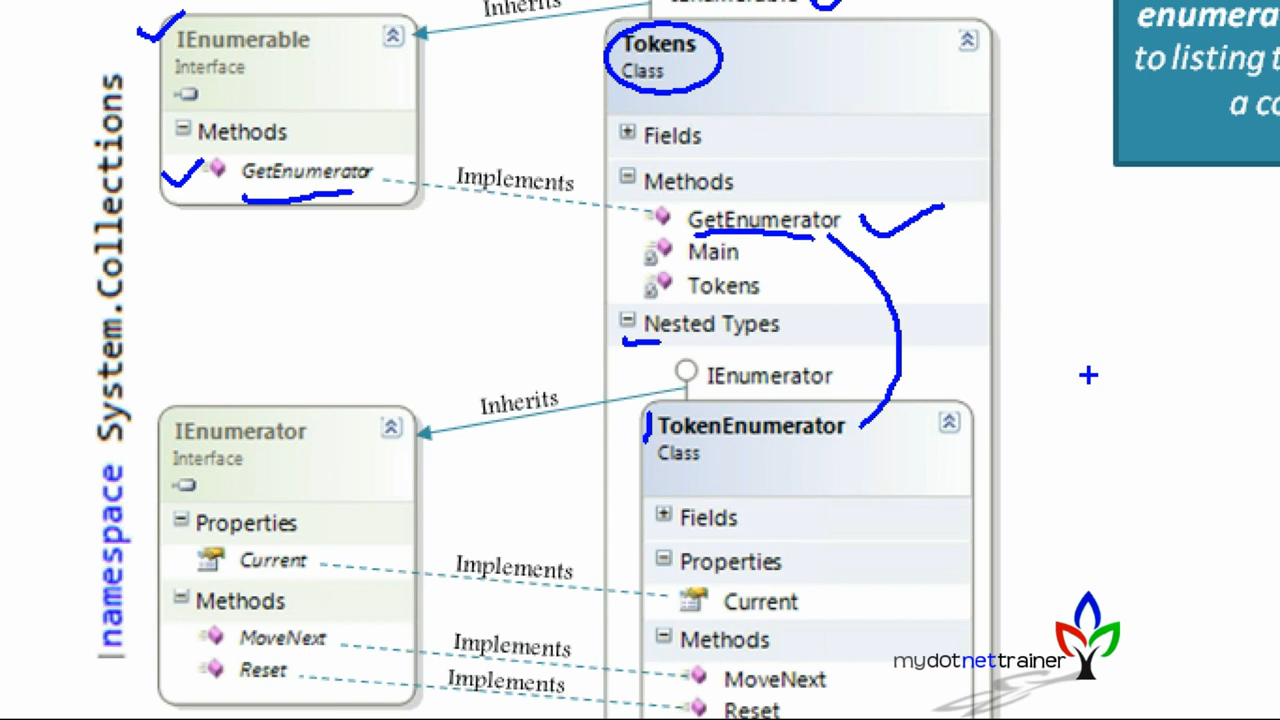 Inherits
IEnumerable
Interface
Methods
GetEnumerator
namespace System.Collections
Implements
IEnumerable
Tokens
Class
Fields
Methods
GetEnumerator
Main
Tokens
Nested Types
IEnumerator
Inherits
IEnumerator
Interface
Properties
Current
Methods
MoveNext
Reset
Implements
Implements
Implements
TokenEnumerator
Class
Fields
Properties
Current
Methods
MoveNext
Reset
enumera
to listing t
a co
mydotnettrainer